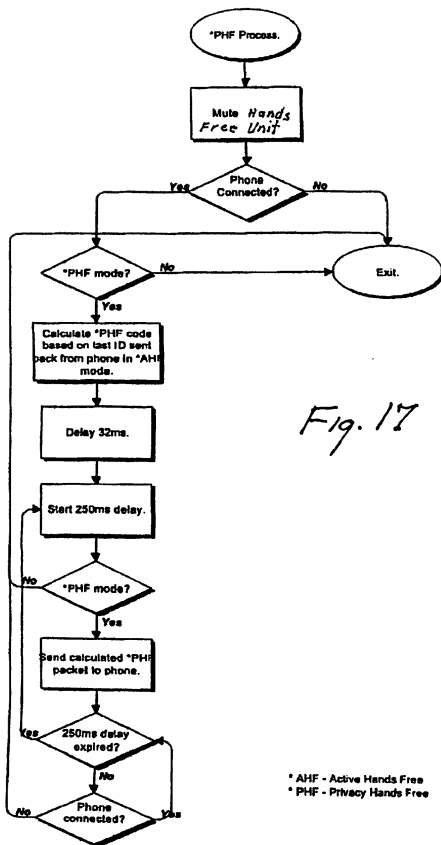 *PHF Process.
Mute Hands
Free Unit
Phone
Connected?
Yes
No
*PHF mode?
No
Exit.
Yes
Calculate *PHF code
based on last ID sent
back from phone in *AHF
mode.
Delay 32ms.
Fig. 17
Start 250ms delay.
No
*PHF mode?
Yes
Send calculated *PHF
packet to phone.
Yes
250ms delay
expired?
No
No
Phone
connected?
Yes
* AHF - Active Hands Free
* PHF - Privacy Hands Free